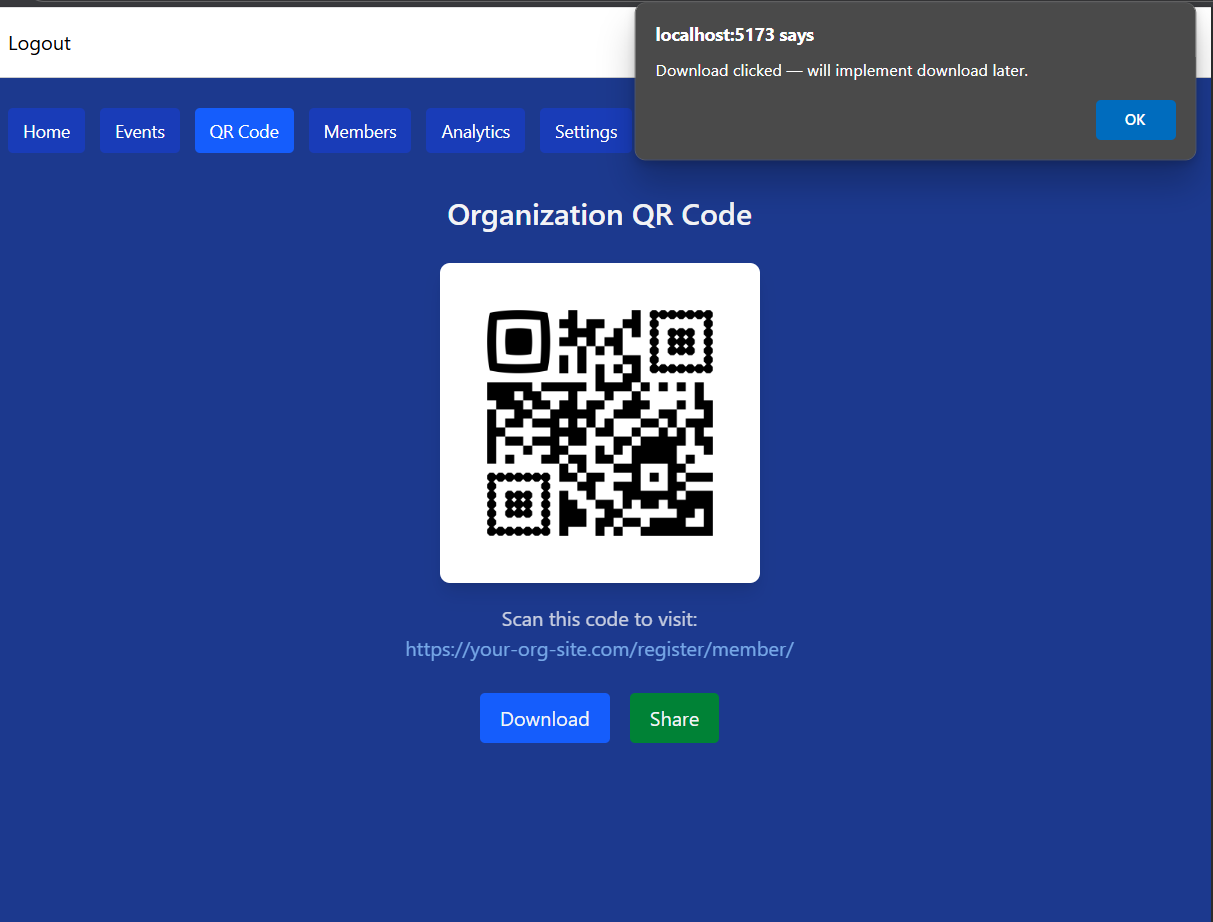 Logout
localhost:5173 says
Download clicked — will implement download later.
OK
Home Events QR Code Members Analytics Settings
Organization QR Code
Scan this code to visit:
https://your-org-site.com/register/member/
Download Share